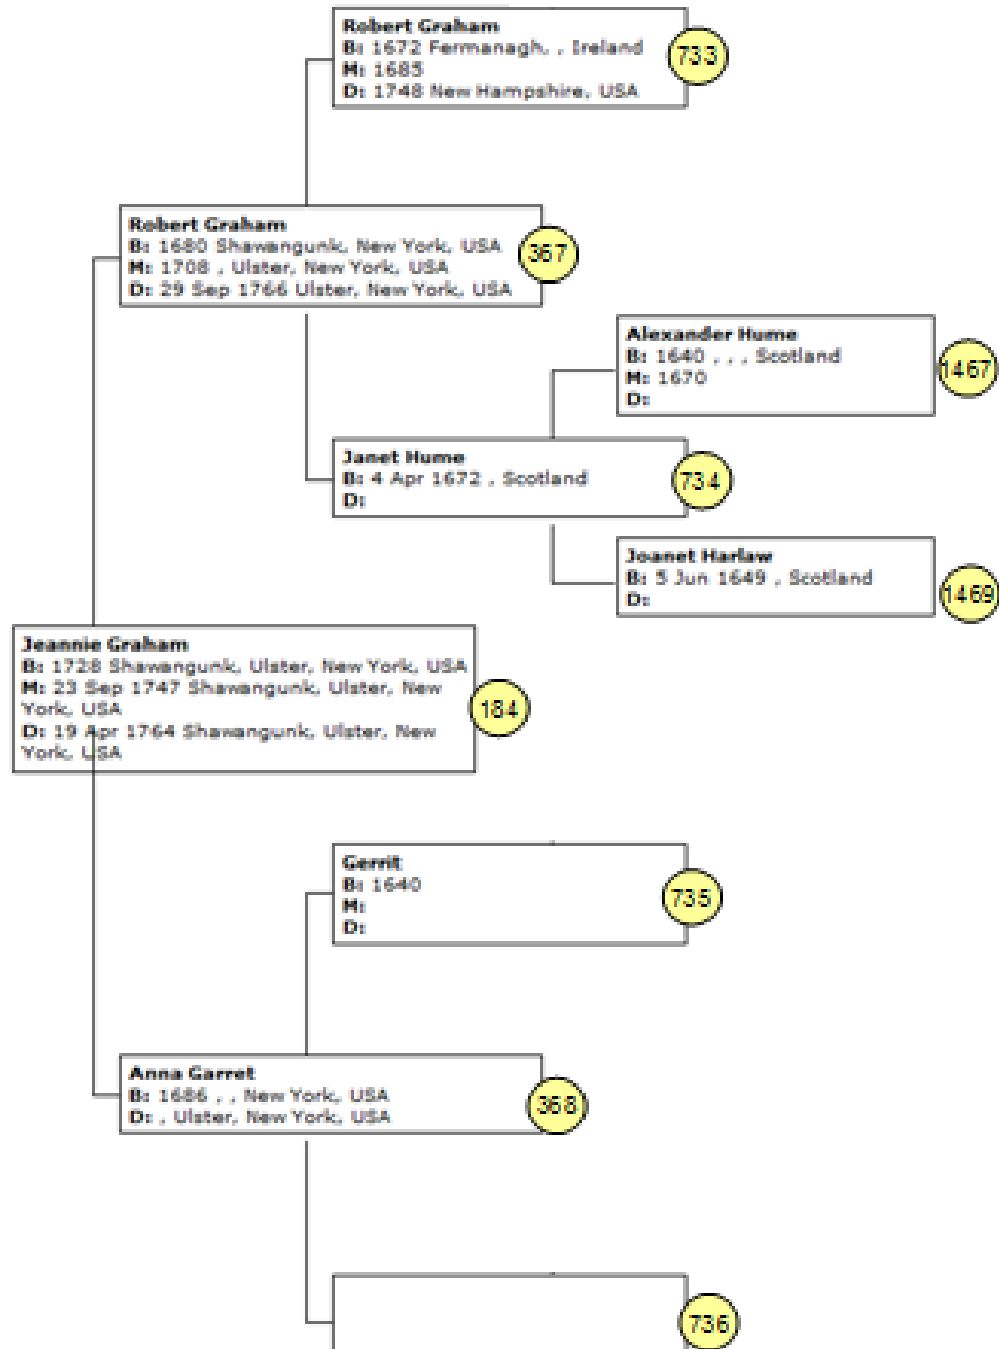 Robert Graham
B: 1672 Fermanagh, , Ireland
M: 1685
D: 1748 New Hampshire, USA
733
Robert Graham
B: 1680 Shawangunk, New York, USA
M: 1708 , Ulster, New York, USA
D: 29 Sep 1766 Ulster, New York, USA
367
Alexander Hume
B: 1640 , , , Scotland
M: 1670
D:
1467
Janet Hume
B: 4 Apr 1672 , Scotland
D:
734
Joanet Harlaw
B: 5 Jun 1649 , Scotland
D:
1469
Jeannie Graham
B: 1728 Shawangunk, Ulster, New York, USA
M: 23 Sep 1747 Shawangunk, Ulster, New
York, USA
D: 19 Apr 1764 Shawangunk, Ulster, New
York, USA
184
Gerrit
B: 1640
M:
D:
735
Anna Garret
B: 1686 , , New York, USA
D: , Ulster, New York, USA
368
736